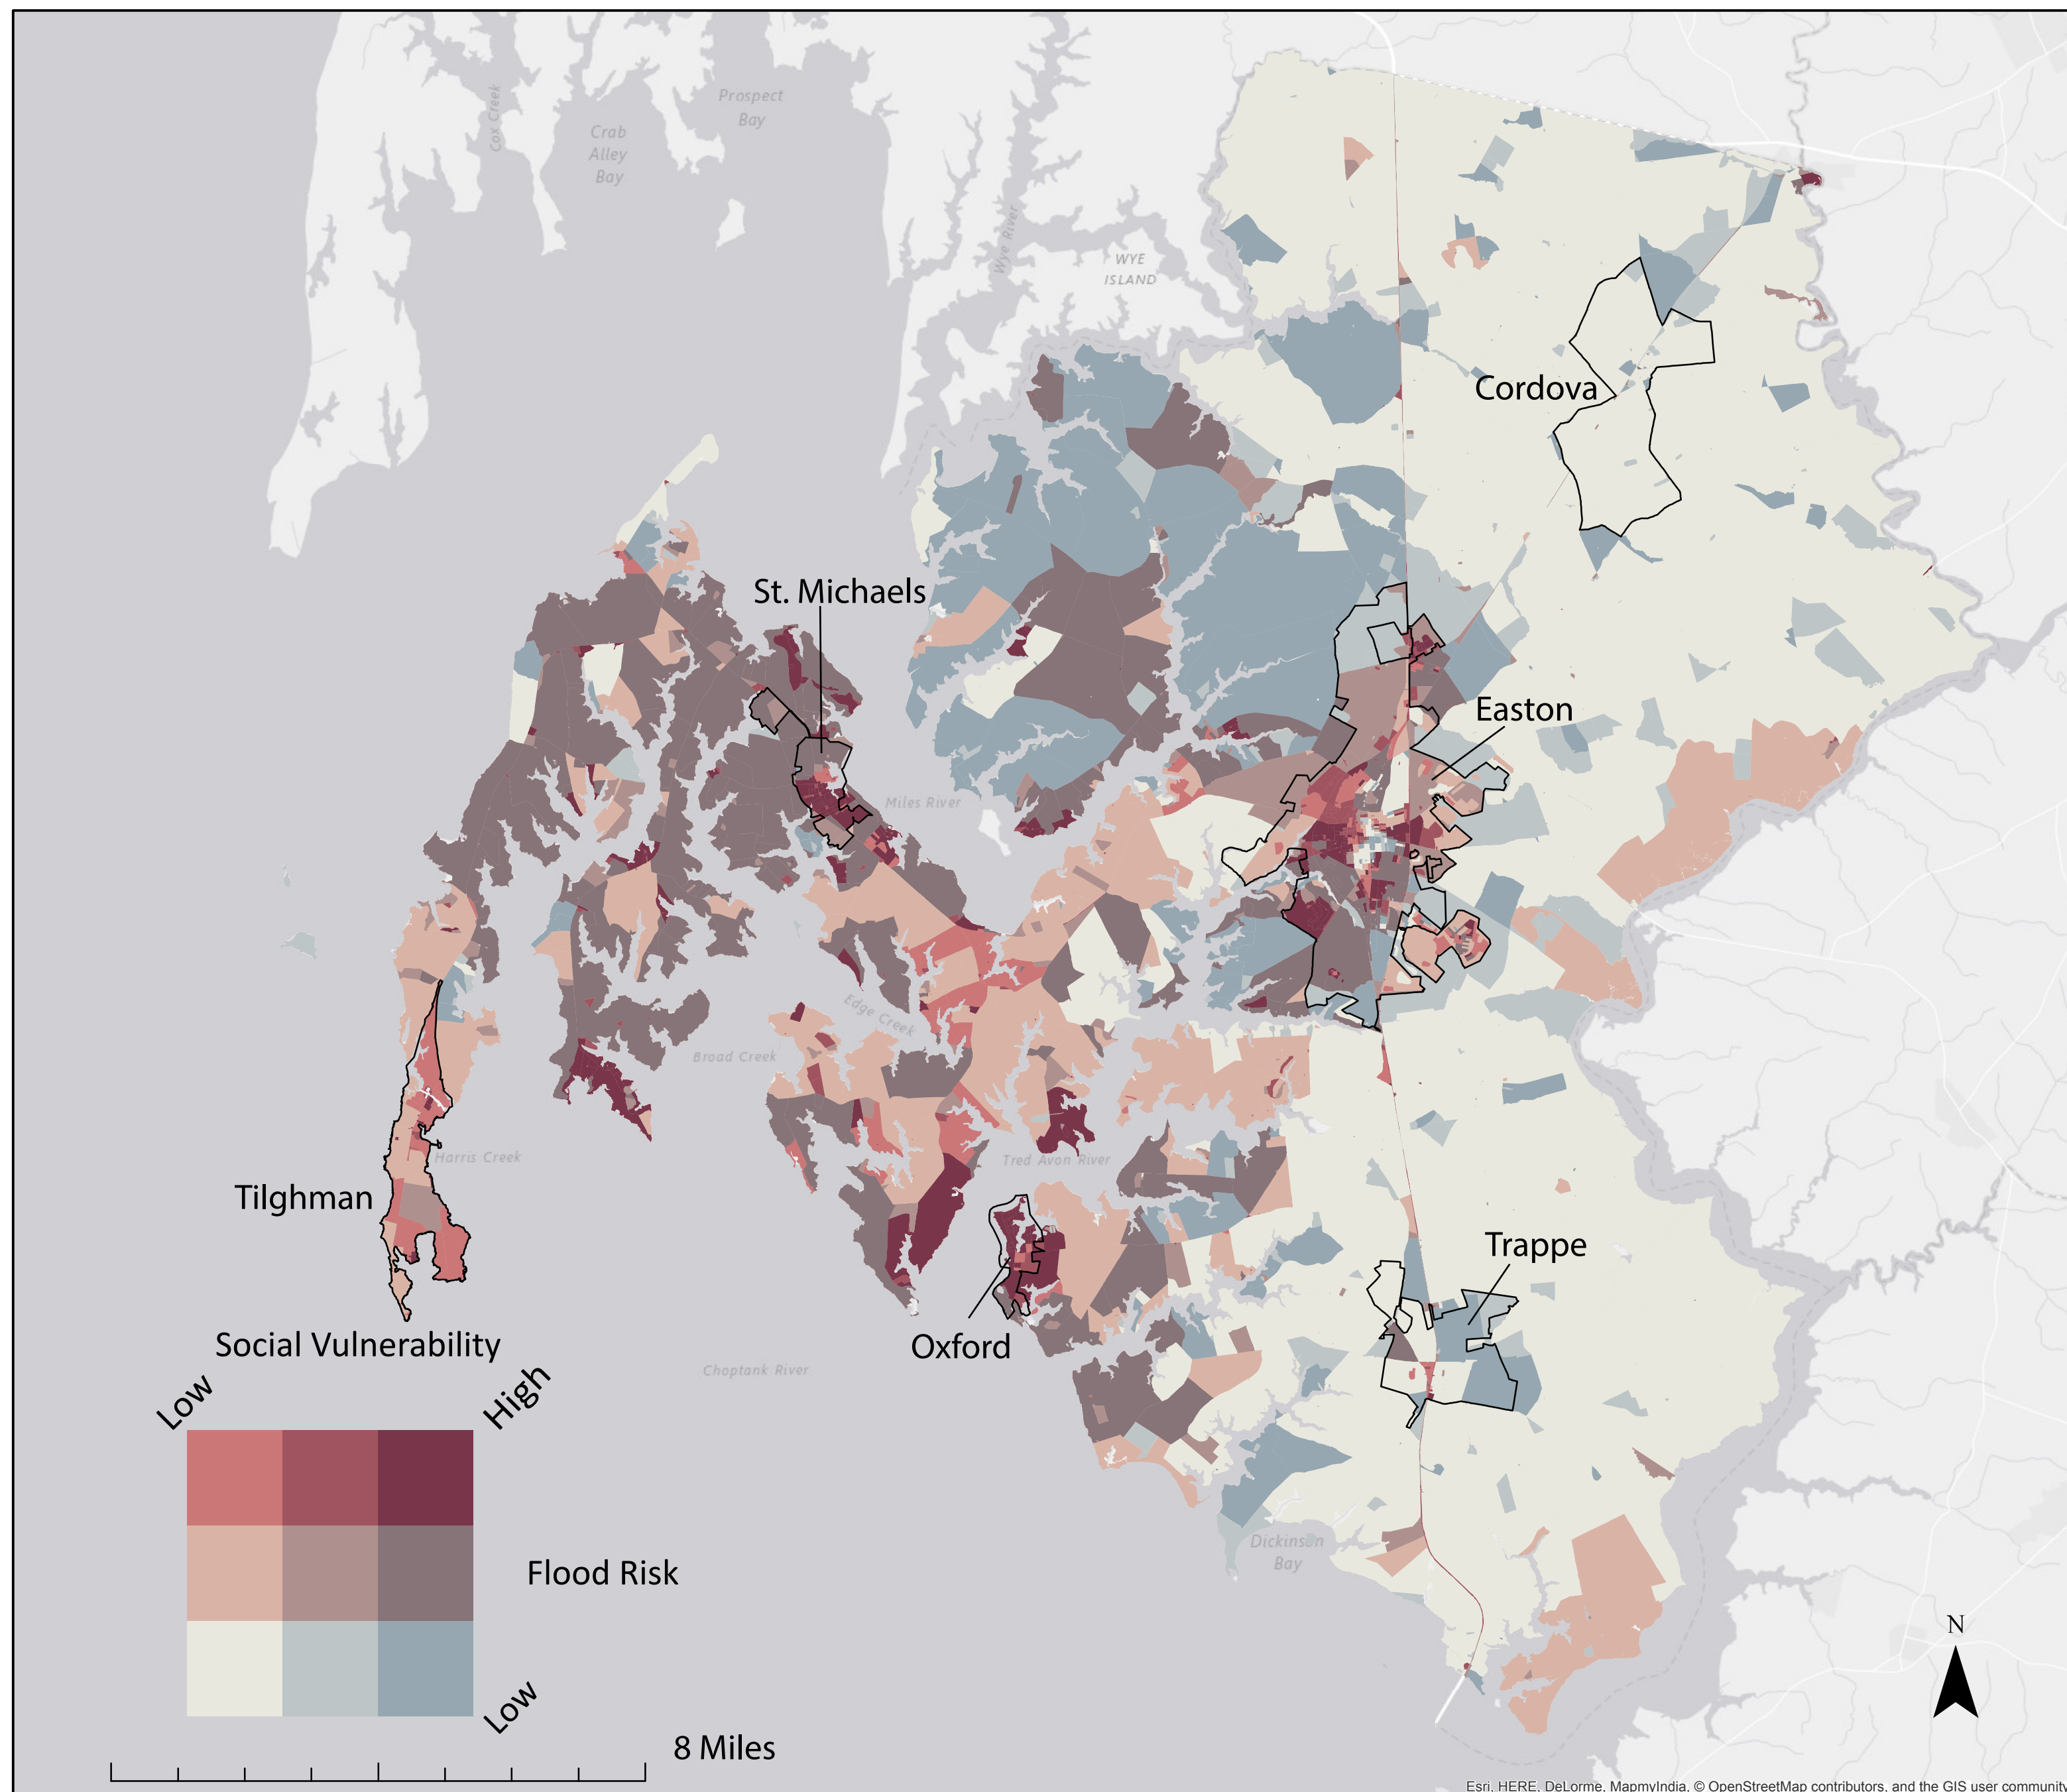 Prospect
Bay
Cox Creek
Crab
Alley
Bay
Wye River
WYE
ISLAND
Cordova
St. Michaels
Easton
Miles River
Edge Creek
Broad Creek
Harris Creek
Tred Avon River
Tilghman
Trappe
Oxford
Choptank River
Social Vulnerability
Low
High
Flood Risk
Low
Dickinson
Bay
N
8 Miles
Esri, HERE, DeLorme, MapmyIndia, © OpenStreetMap contributors, and the GIS user community